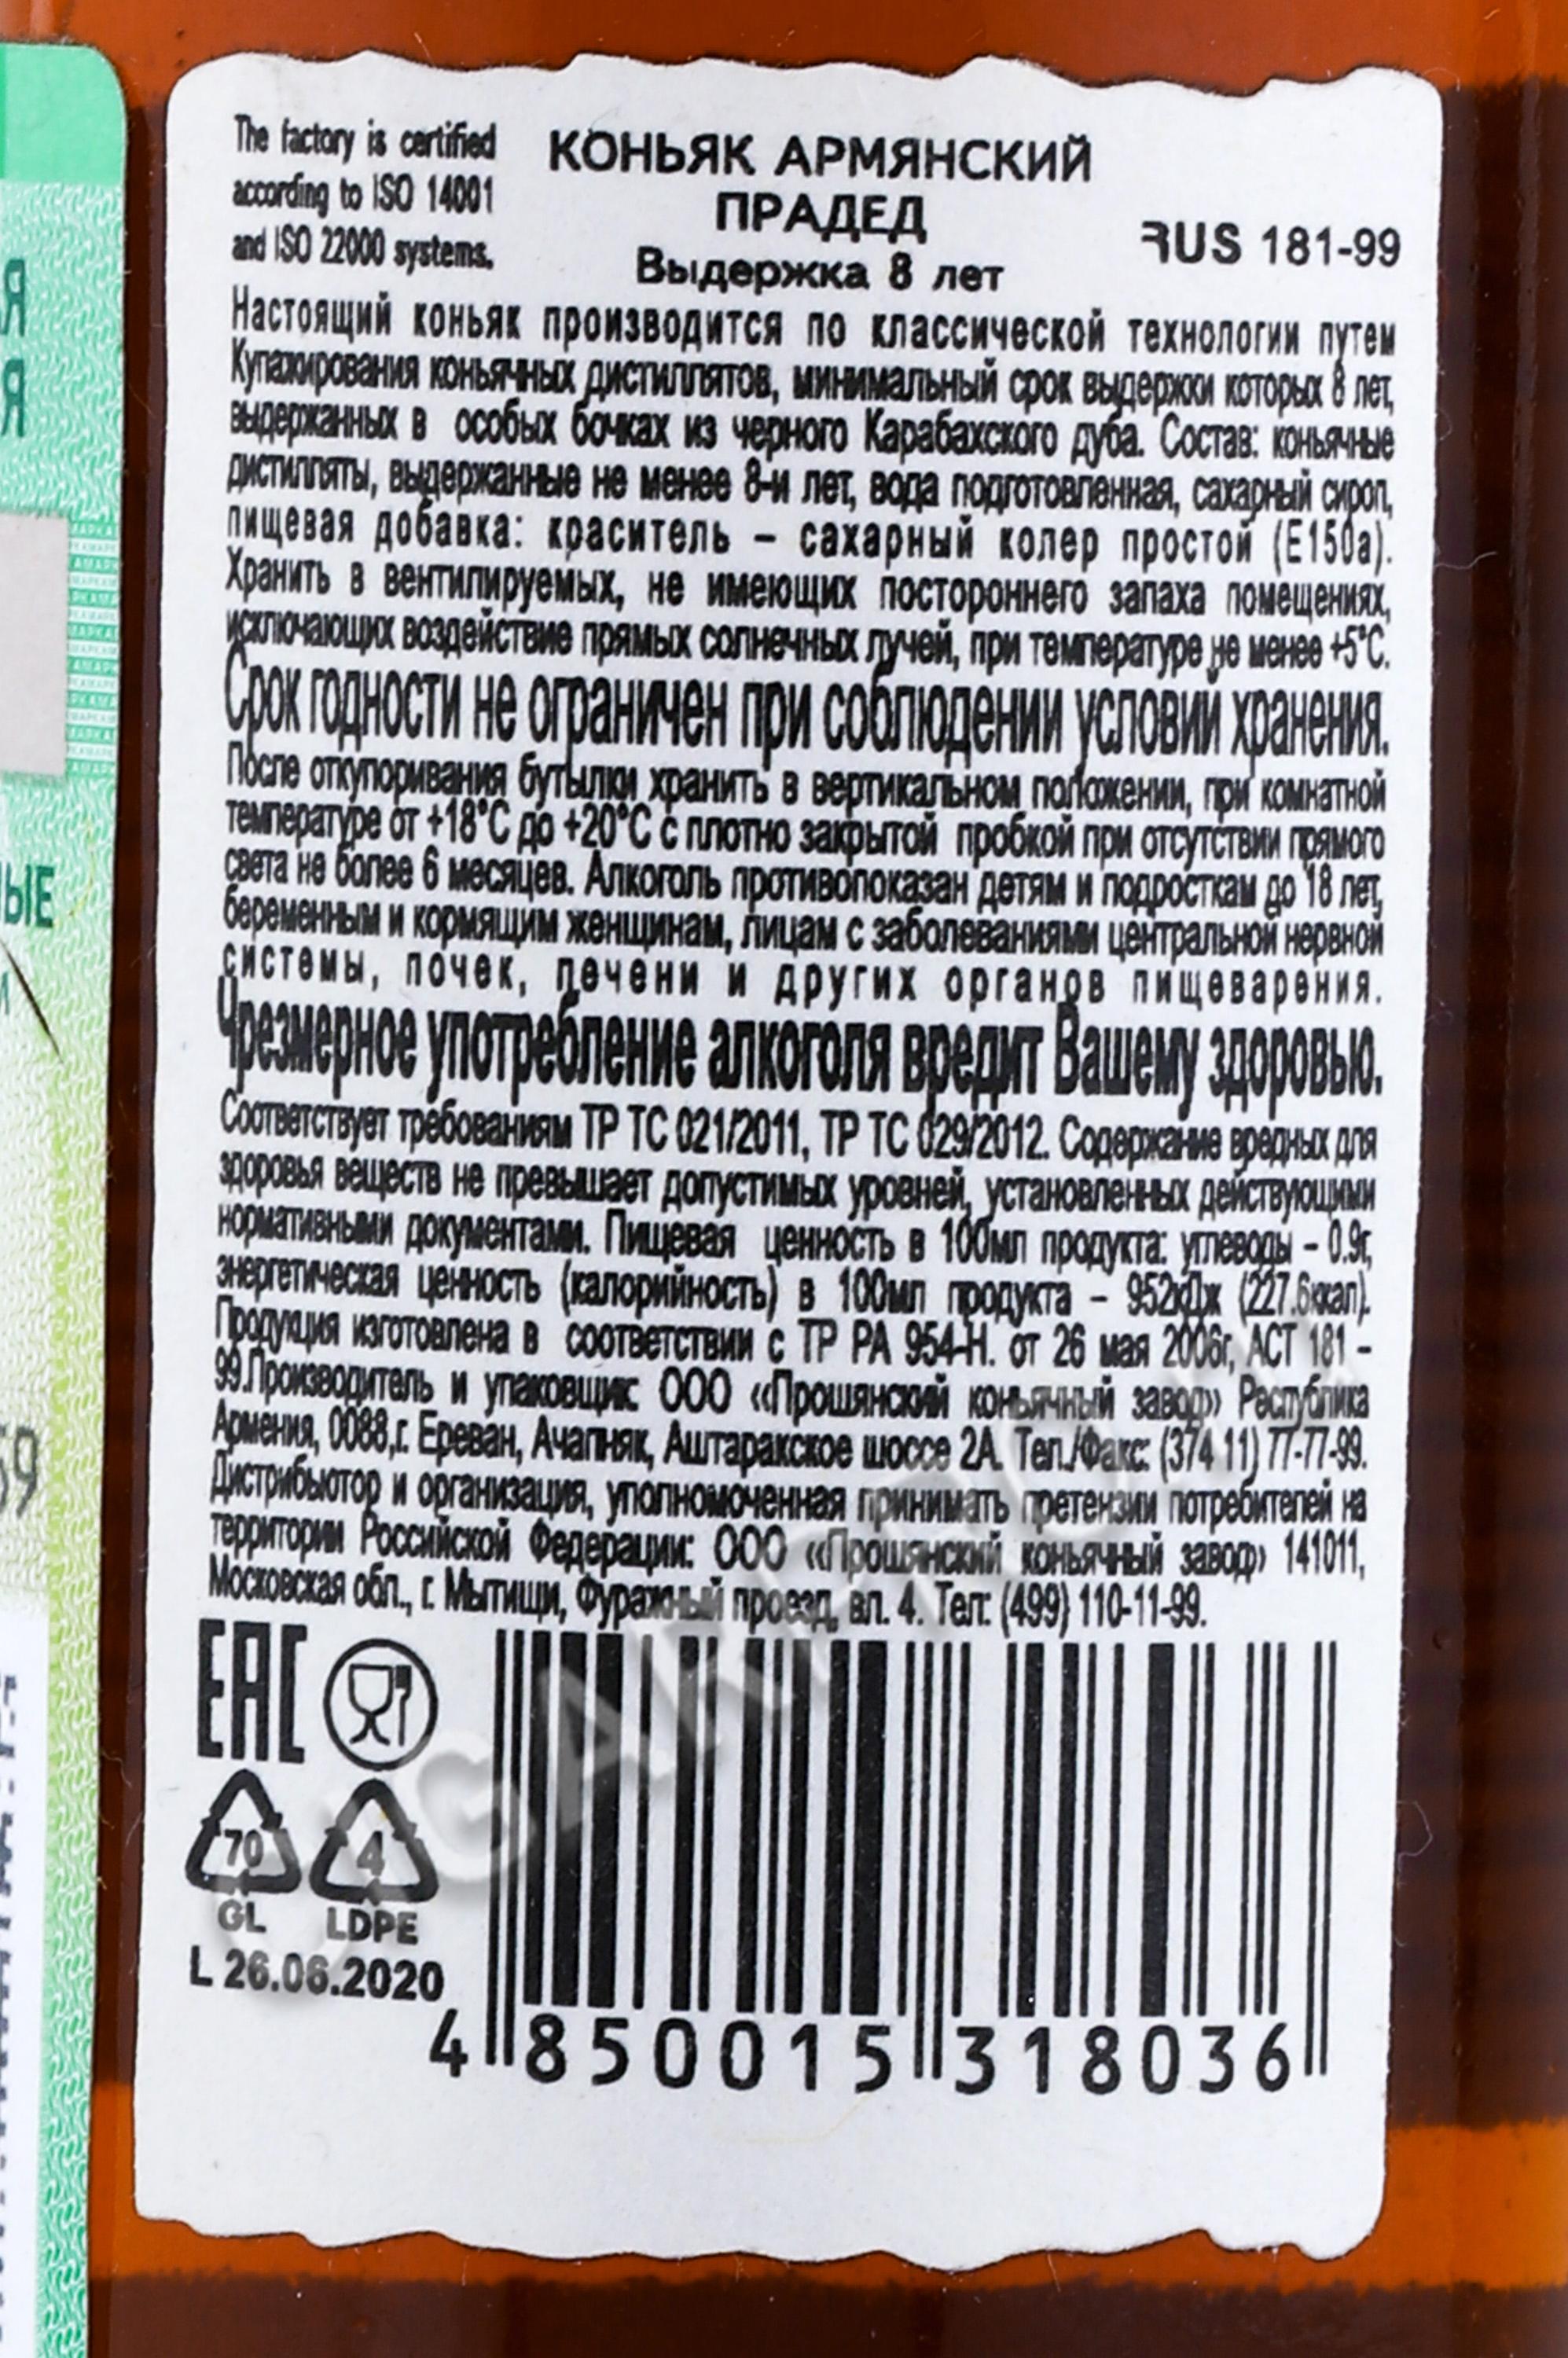 The factory is certified
according to ISO 14001
and ISO 22000 systems.
КОНЬЯК АРМЯНСКИЙ
ПРАДЕД
Выдержка 8 лет
RUS 181-99
Настоящий коньяк производится по классической технологии путем
Купажирования коньячных дистиллятов, минимальный срок выдержки которых 8 лет,
выдержанных в особых бочках из черного Карабахского дуба. Состав: коньячные
дистилляты, выдержанные не менее 8-и лет, вода подготовленная, сахарный сироп,
пищевая добавка: краситель – сахарный колер простой (Е150а).
Хранить в вентилируемых, не имеющих постороннего запаха помещениях,
исключающих воздействие прямых солнечных лучей, при температуре не менее +5°С.
Срок годности не ограничен при соблюдении условий хранения.
После откупоривания бутылки хранить в вертикальном положении, при комнатной
температуре от +18°С до +20°С с плотно закрытой пробкой при отсутствии прямого
света не более 6 месяцев. Алкоголь противопоказан детям и подросткам до 18 лет,
беременным и кормящим женщинам, лицам с заболеваниями центральной нервной
системы, почек, печени и других органов пищеварения.
Чрезмерное употребление алкоголя вредит Вашему здоровью.
Соответствует требованиям ТР ТС 021/2011, ТР ТС 029/2012. Содержание вредных для
здоровья веществ не превышает допустимых уровней, установленных действующими
нормативными документами. Пищевая ценность в 100мл продукта: углеводы – 0.9г,
энергетическая ценность (калорийность) в 100мл продукта – 952кДж (227.6ккал).
Продукция изготовлена в соответствии с ТР РА 954-Н. от 26 мая 2006г, АСТ 181 –
99.Производитель и упаковщик: ООО «Прошянский коньячный завод» Республика
Армения, 0088,г. Ереван, Ачапняк, Аштаракское шоссе 2А. Тел./Факс: (374 11) 77-77-99.
Дистрибьютор и организация, уполномоченная принимать претензии потребителей на
территории Российской Федерации: ООО «Прошянский коньячный завод» 141011,
Московская обл., г. Мытищи, Фуражный проезд, вл. 4. Тел: (499) 110-11-99.
EAC
70 4
GL LDPE
L 26.06.2020
4 850015 318036